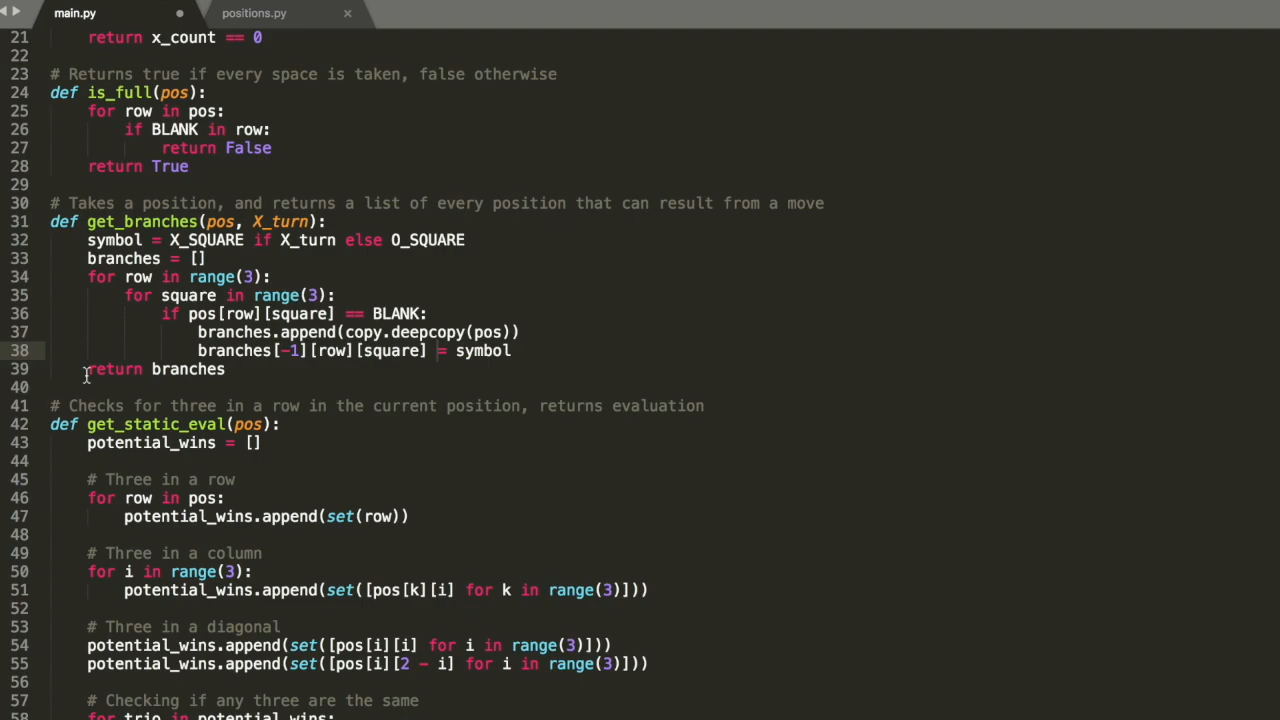 main.py
positions.py
21 return x_count == 0
22
23 # Returns true if every space is taken, false otherwise
24 def is_full(pos):
25 for row in pos:
26 if BLANK in row:
27 return False
28 return True
29
30 # Takes a position, and returns a list of every position that can result from a move
31 def get_branches(pos, X_turn):
32 symbol = X_SQUARE if X_turn else O_SQUARE
33 branches = []
34 for row in range(3):
35 for square in range(3):
36 if pos[row][square] == BLANK:
37 branches.append(copy.deepcopy(pos))
38 branches[-1][row][square] = symbol
39 return branches
40
41 # Checks for three in a row in the current position, returns evaluation
42 def get_static_eval(pos):
43 potential_wins = []
44
45 # Three in a row
46 for row in pos:
47 potential_wins.append(set(row))
48
49 # Three in a column
50 for i in range(3):
51 potential_wins.append(set([pos[k][i] for k in range(3)]))
52
53 # Three in a diagonal
54 potential_wins.append(set([pos[i][i] for i in range(3)]))
55 potential_wins.append(set([pos[i][2 - i] for i in range(3)]))
56
57 # Checking if any three are the same
58 for trio in potential_wins: